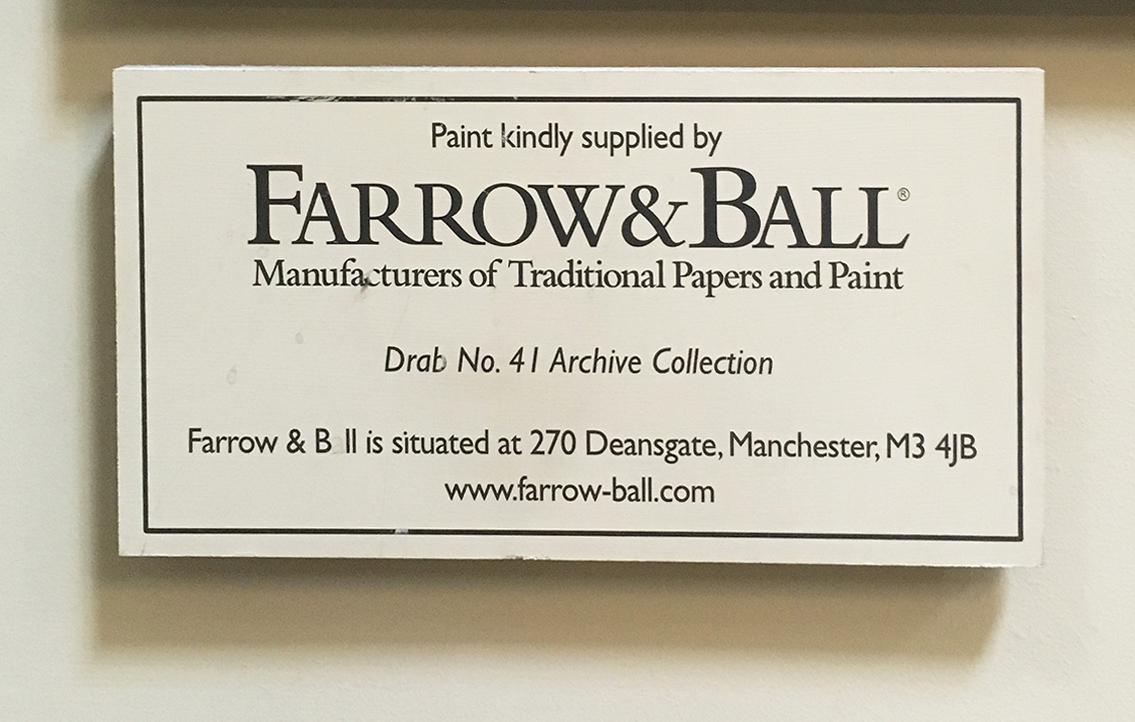 Paint kindly supplied by
FARROW&BALL®
Manufacturers of Traditional Papers and Paint
Drab No. 41 Archive Collection
Farrow & B ll is situated at 270 Deansgate, Manchester, M3 4JB
www.farrow-ball.com